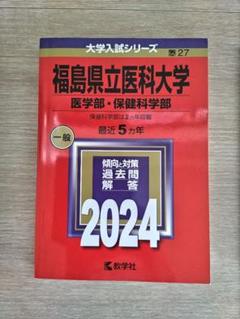 大学入試シリーズ
27
福島県立医科大学
医学部・保健科学部
保健科学部は2カ年収載
一般
最近5カ年
傾向と対策
過去問
解答
2024
教学社